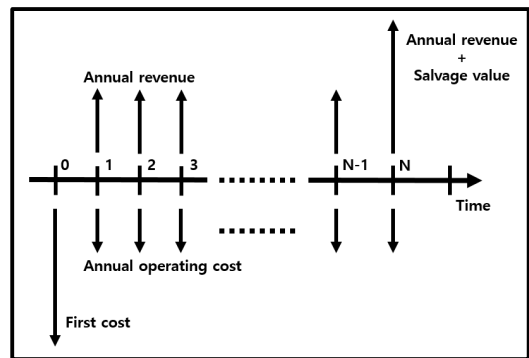 Annual revenue
+
Salvage value
Annual revenue
0
1
2
3
N-1
N
Time
Annual operating cost
First cost